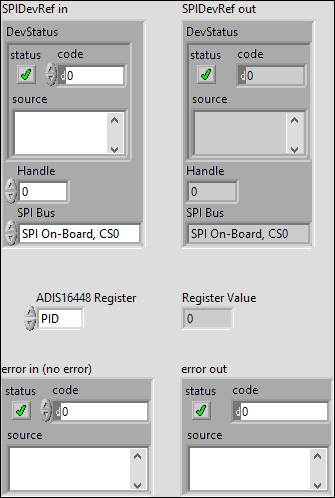 SPIDevRef in
SPIDevRef out
DevStatus
DevStatus
status code
status code
d 0
d 0
source
source
Handle
Handle
0
0
SPI Bus
SPI Bus
SPI On-Board, CS0
SPI On-Board, CS0
ADIS16448 Register
Register Value
PID
0
error in (no error)
error out
status code
status code
d 0
d 0
source
source